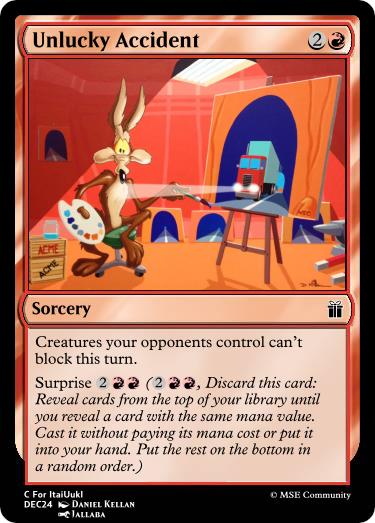 Unlucky Accident 2
ACME
ACME
ACME
Sorcery
Creatures your opponents control can't
block this turn.
Surprise 2 (2, Discard this card:
Reveal cards from the top of your library until
you reveal a card with the same mana value.
Cast it without paying its mana cost or put it
into your hand. Put the rest on the bottom in
a random order.)
C For ItaiUukI
DEC24 Daniel Kellan © MSE Community
Jallaba